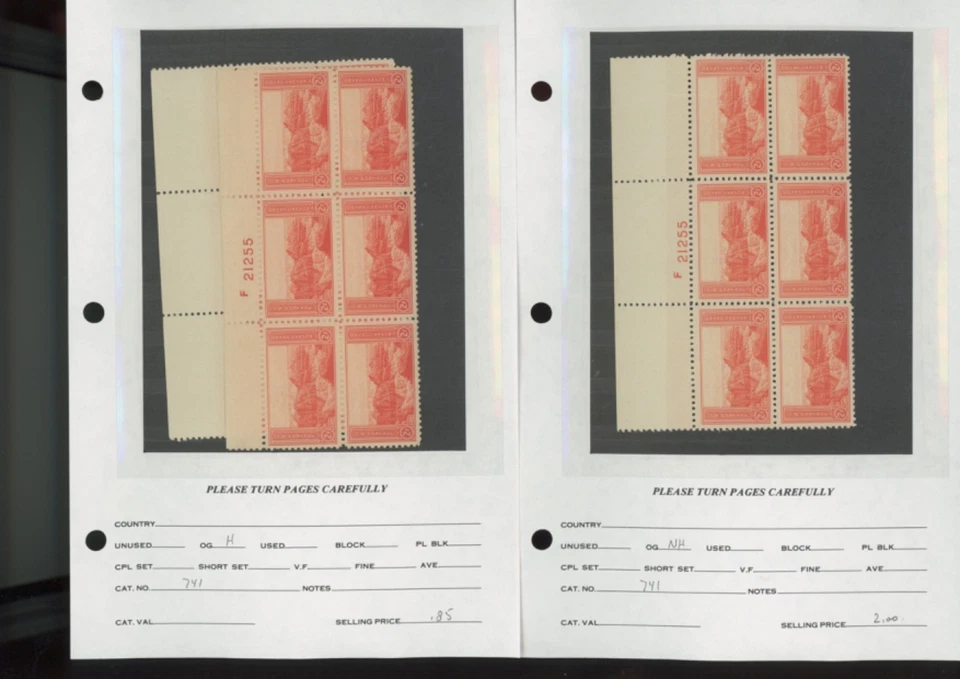 F 21255
PLEASE TURN PAGES CAREFULLY
COUNTRY
UNUSED OG H USED BLOCK PL BLK
CPL SET SHORT SET V.F. FINE AVE.
CAT. NO. 741 NOTES
CAT. VAL. SELLING PRICE .85
F 21255
PLEASE TURN PAGES CAREFULLY
COUNTRY
UNUSED OG NH USED BLOCK PL BLK
CPL SET SHORT SET V.F. FINE AVE.
CAT. NO. 741 NOTES
CAT. VAL. SELLING PRICE 2.00